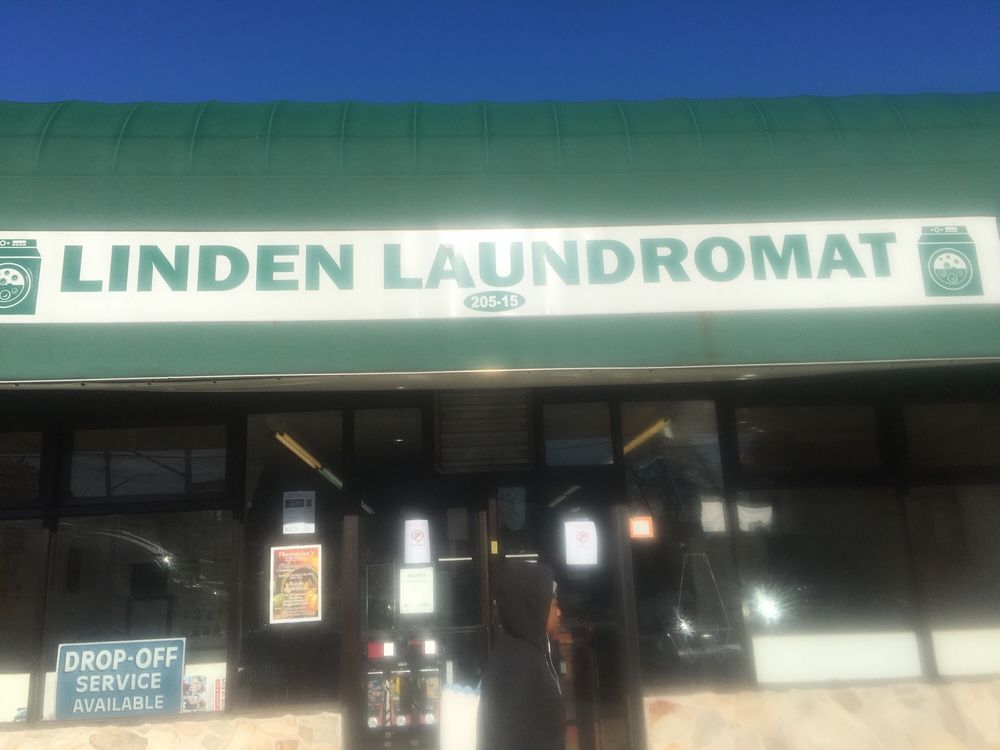 LINDEN LAUNDROMAT
205-15
DROP-OFF
SERVICE
AVAILABLE